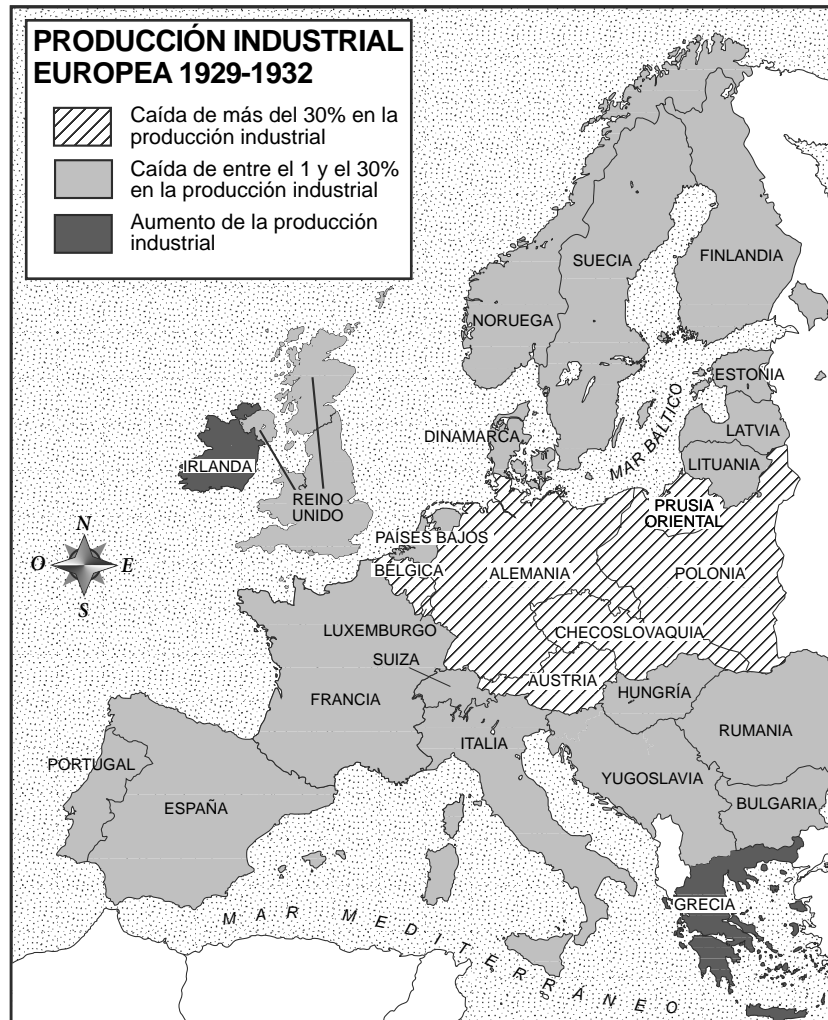 PRODUCCIÓN INDUSTRIAL
EUROPEA 1929-1932
Caída de más del 30% en la
producción industrial
Caída de entre el 1 y el 30%
en la producción industrial
Aumento de la producción
industrial
SUECIA
FINLANDIA
NORUEGA
ESTOÑIA
DINAMARCA
MAR BÁLTICO
LATVIA
LITUANIA
IRLANDA
REINO
UNIDO
PRUSIA
ORIENTAL
N
O
E
S
PAÍSES BAJOS
BÉLGICA
ALEMANIA
POLONIA
LUXEMBURGO
CHECOSLOVAQUIA
SUIZA
AUSTRIA
FRANCIA
HUNGRÍA
RUMANIA
ITALIA
PORTUGAL
YUGOSLAVIA
ESPAÑA
BULGARIA
GRECIA
MAR MEDITERRÁNEO